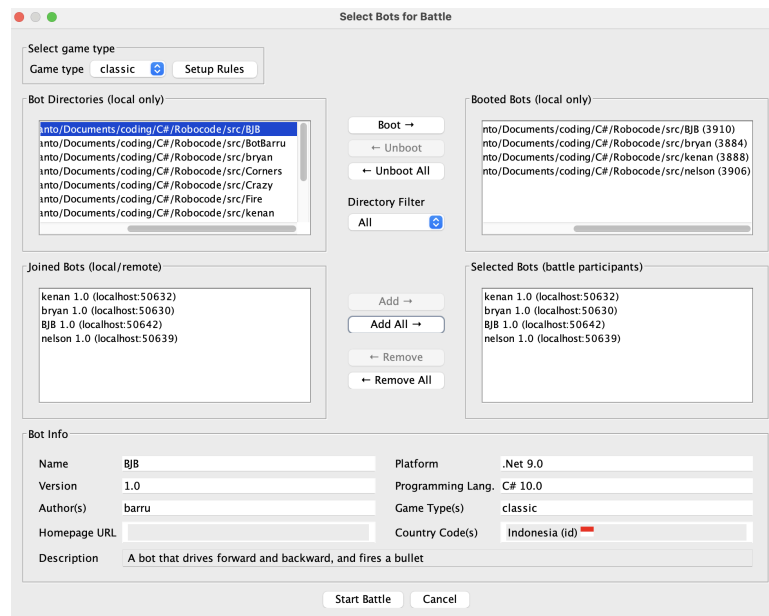 Select Bots for Battle
Select game type
Game type classic Setup Rules
Bot Directories (local only)
anto/Documents/coding/C#/Robocode/src/BJB
anto/Documents/coding/C#/Robocode/src/BotBarru
anto/Documents/coding/C#/Robocode/src/bryan
anto/Documents/coding/C#/Robocode/src/Corners
anto/Documents/coding/C#/Robocode/src/Crazy
anto/Documents/coding/C#/Robocode/src/Fire
anto/Documents/coding/C#/Robocode/src/kenan
Boot →
← Unboot
← Unboot All
Directory Filter
All
Booted Bots (local only)
nto/Documents/coding/C#/Robocode/src/BJB (3910)
nto/Documents/coding/C#/Robocode/src/bryan (3884)
nto/Documents/coding/C#/Robocode/src/kenan (3888)
nto/Documents/coding/C#/Robocode/src/nelson (3906)
Joined Bots (local/remote)
kenan 1.0 (localhost:50632)
bryan 1.0 (localhost:50630)
BJB 1.0 (localhost:50642)
nelson 1.0 (localhost:50639)
Add →
Add All →
← Remove
← Remove All
Selected Bots (battle participants)
kenan 1.0 (localhost:50632)
bryan 1.0 (localhost:50630)
BJB 1.0 (localhost:50642)
nelson 1.0 (localhost:50639)
Bot Info
Name BJB Platform .Net 9.0
Version 1.0 Programming Lang. C# 10.0
Author(s) barru Game Type(s) classic
Homepage URL Country Code(s) Indonesia (id)
Description A bot that drives forward and backward, and fires a bullet
Start Battle Cancel